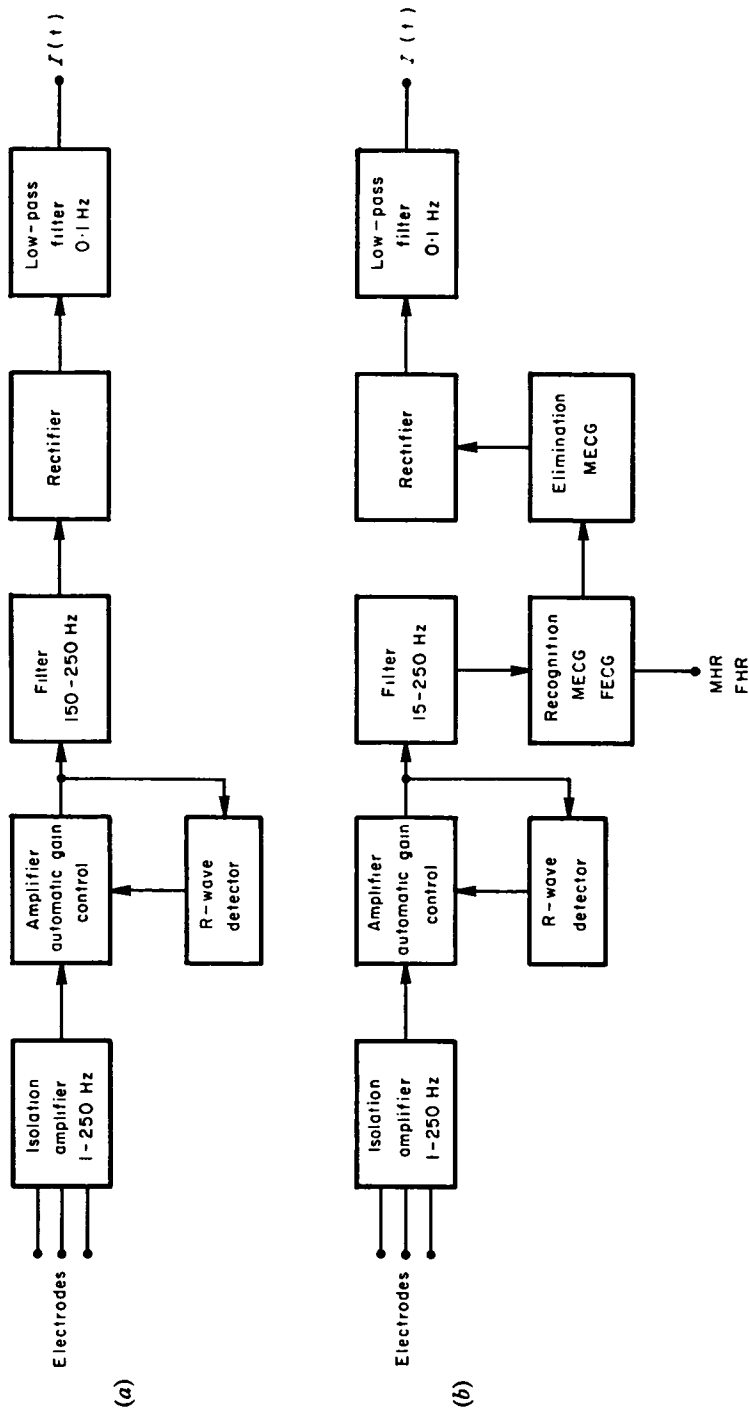 (a)
Electrodes
Isolation
amplifier
1-250 Hz
Amplifier
automatic gain
control
R-wave
detector
Filter
150-250 Hz
Rectifier
Low-pass
filter
0·1 Hz
I(t)
(b)
Electrodes
Isolation
amplifier
1-250 Hz
Amplifier
automatic gain
control
R-wave
detector
Filter
15-250 Hz
Recognition
MECG
FECG
MHR
FHR
Elimination
MECG
Rectifier
Low-pass
filter
0·1 Hz
I(t)